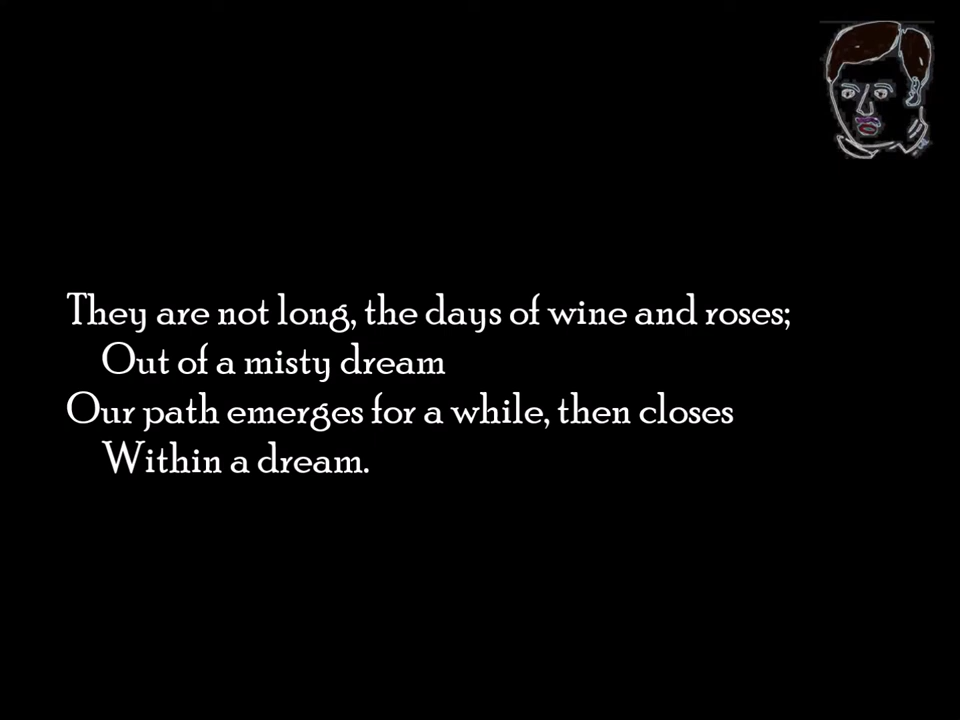 They are not long, the days of wine and roses;
Out of a misty dream
Our path emerges for a while, then closes
Within a dream.